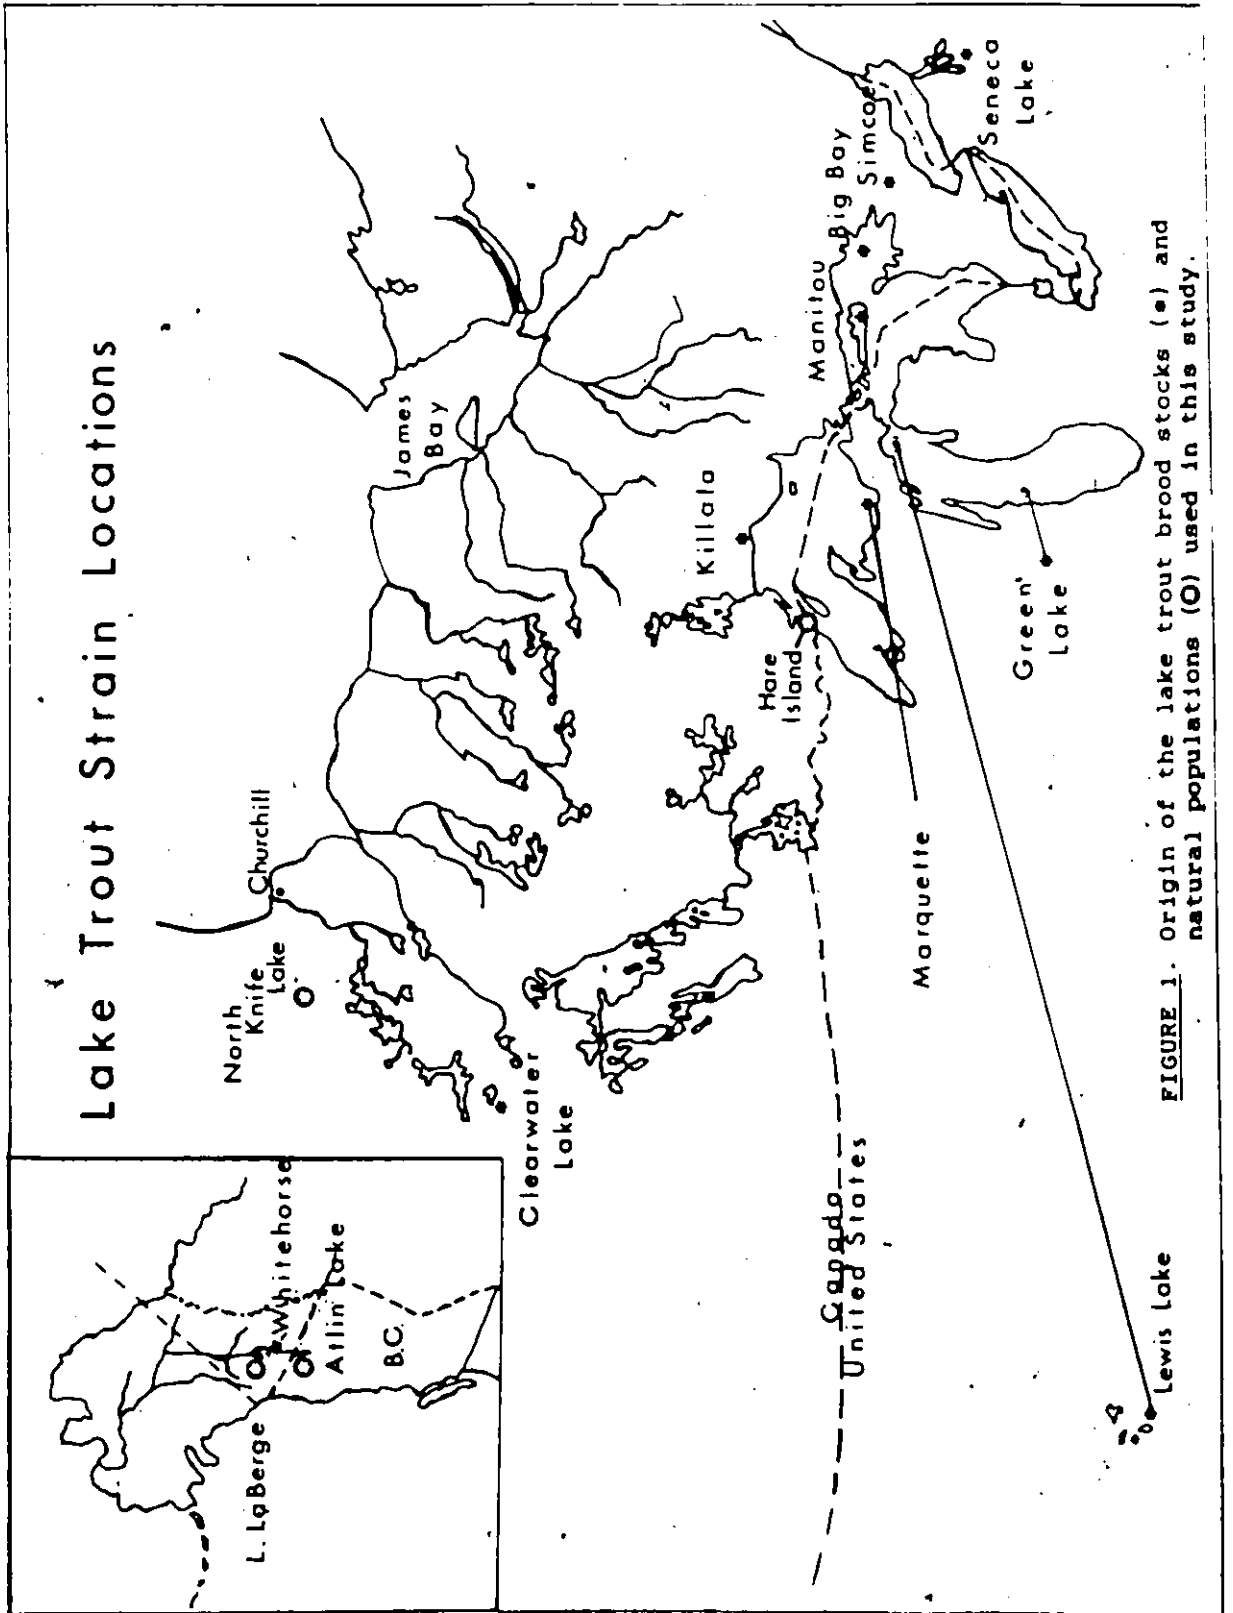 Lake Trout Strain Locations
L. LaBerge
Whitehorse
Atlin Lake
B.C.
North
Knife
Lake
Churchill
James
Bay
Clearwater
Lake
Killala
Hare
Island
Manitou
Big Bay
Simcoe
Seneca
Lake
Canada
United States
Marquette
Green
Lake
Lewis Lake
FIGURE 1. Origin of the lake trout brood stocks (●) and
natural populations (O) used in this study.